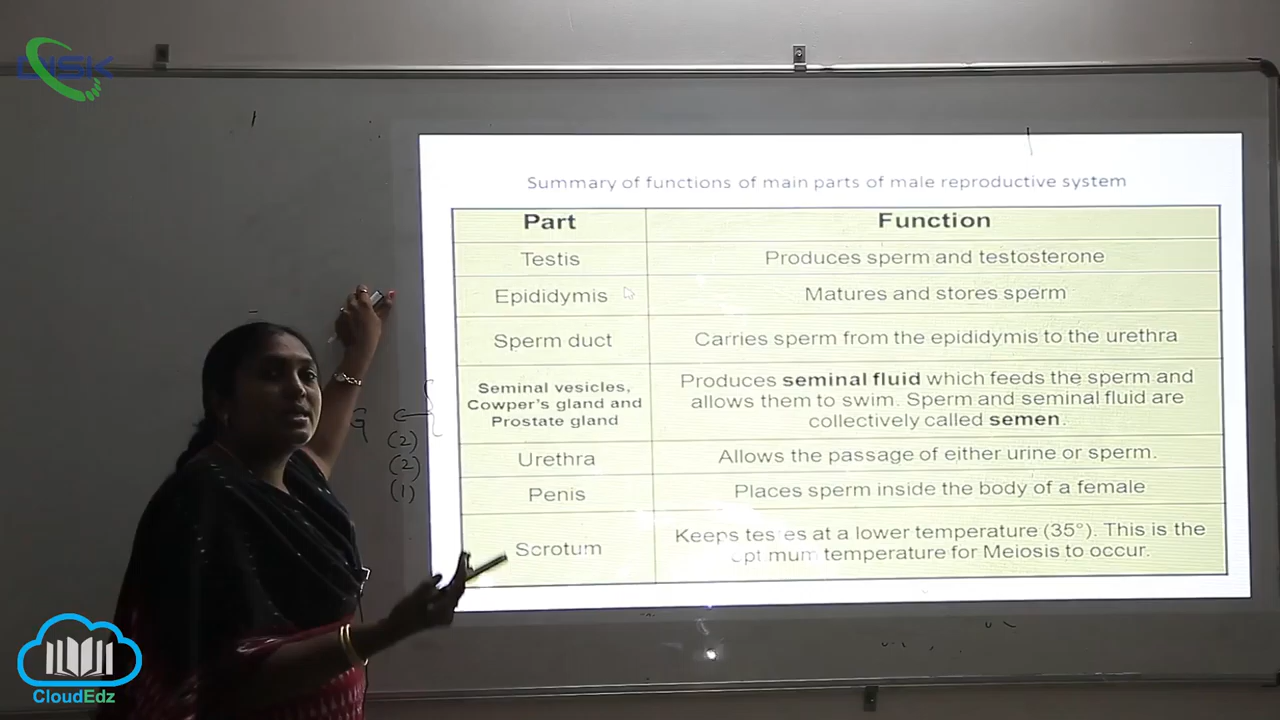 DISK
Summary of functions of main parts of male reproductive system
Part Function
Testis Produces sperm and testosterone
Epididymis Matures and stores sperm
Sperm duct Carries sperm from the epididymis to the urethra
Seminal vesicles,
Cowper's gland and
Prostate gland
Produces seminal fluid which feeds the sperm and
allows them to swim. Sperm and seminal fluid are
collectively called semen.
Urethra Allows the passage of either urine or sperm.
Penis Places sperm inside the body of a female
Scrotum
Keeps testes at a lower temperature (35°). This is the
optimum temperature for Meiosis to occur.
G
(2)
(2)
(1)
CloudEdz